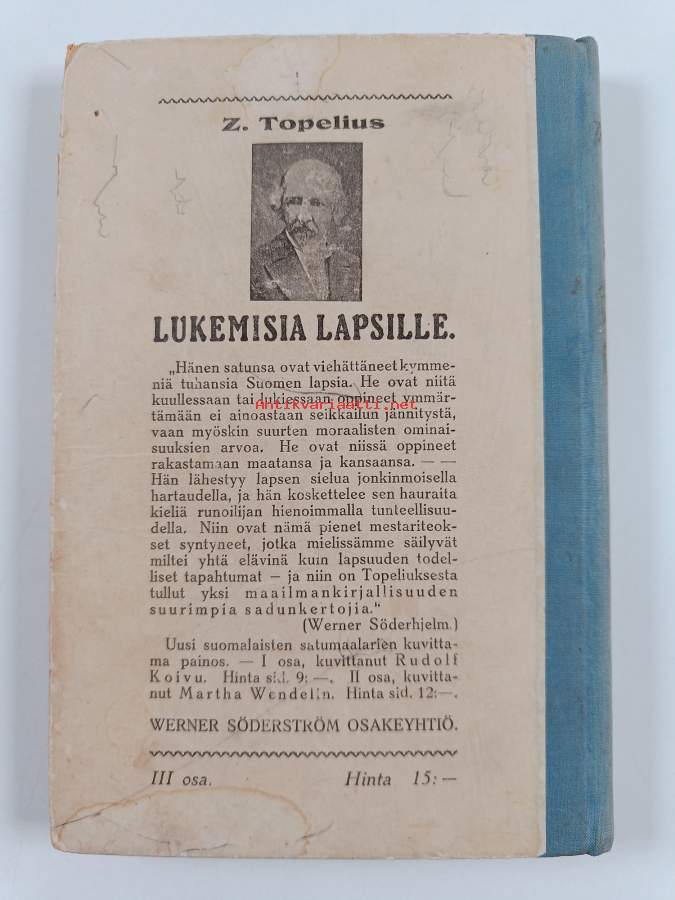 Z. Topelius
LUKEMISIA LAPSILLE.
„Hänen satunsa ovat viehättäneet kymme-
niä tuhansia Suomen lapsia. He ovat niitä
kuullessaan tai lukiessaan oppineet ymmär-
Antikvariaatti.net
tämään ei ainoastaan seikkailun jännitystä,
vaan myöskin suurten moraalisten ominai-
suuksien arvoa. He ovat niissä oppineet
rakastamaan maatansa ja kansaansa. — —
Hän lähestyy lapsen sielua jonkinmoisella
hartaudella, ja hän koskettelee sen hauraita
kieliä runoilijan hienoimmalla tunteellisuu-
della. Niin ovat nämä pienet mestariteok-
set syntyneet, jotka mielissämme säilyvät
miltei yhtä elävinä kuin lapsuuden todel-
liset tapahtumat – ja niin on Topeliuksesta
tullut yksi maailmankirjallisuuden
suurimpia sadunkertojia."
(Werner Söderhjelm.)
Uusi suomalaisten satumaalarien kuvitta-
ma painos. — I osa, kuvittanut Rudolf
Koivu. Hinta sid. 9: —. II osa, kuvitta-
nut Martha Wendelin. Hinta sid. 12:—.
WERNER SÖDERSTRÖM OSAKEYHTIÖ.
III osa. Hinta 15: —